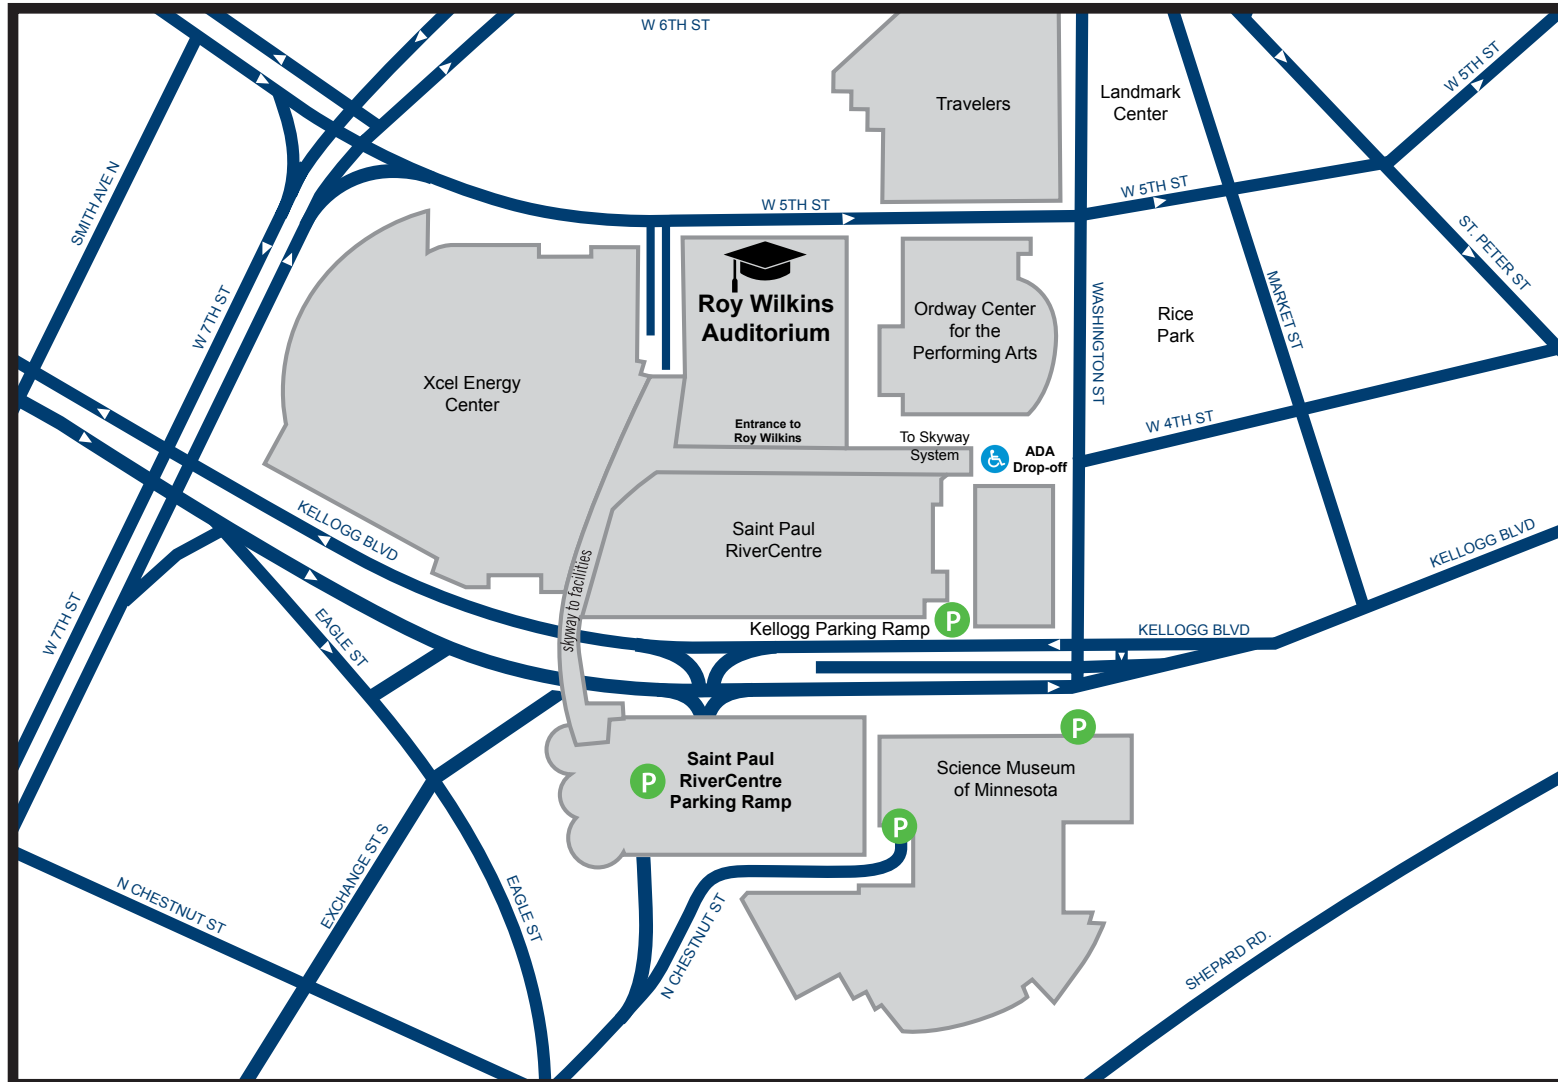 W 6TH ST
Travelers
Landmark
Center
W 5TH ST
SMITH AVE N
W 5TH ST
W 5TH ST
ST. PETER ST
W 7TH ST
Roy Wilkins
Auditorium
Ordway Center
for the
Performing Arts
WASHINGTON ST
Rice
Park
MARKET ST
Xcel Energy
Center
Entrance to
Roy Wilkins
To Skyway
System
ADA
Drop-off
W 4TH ST
KELLOGG BLVD
Saint Paul
RiverCentre
KELLOGG BLVD
skyway to facilities
W 7TH ST
EAGLE ST
Kellogg Parking Ramp
P
KELLOGG BLVD
P
Saint Paul
RiverCentre
Parking Ramp
P
Science Museum
of Minnesota
P
N CHESTNUT ST
EXCHANGE ST S
EAGLE ST
N CHESTNUT ST
SHEPARD RD.